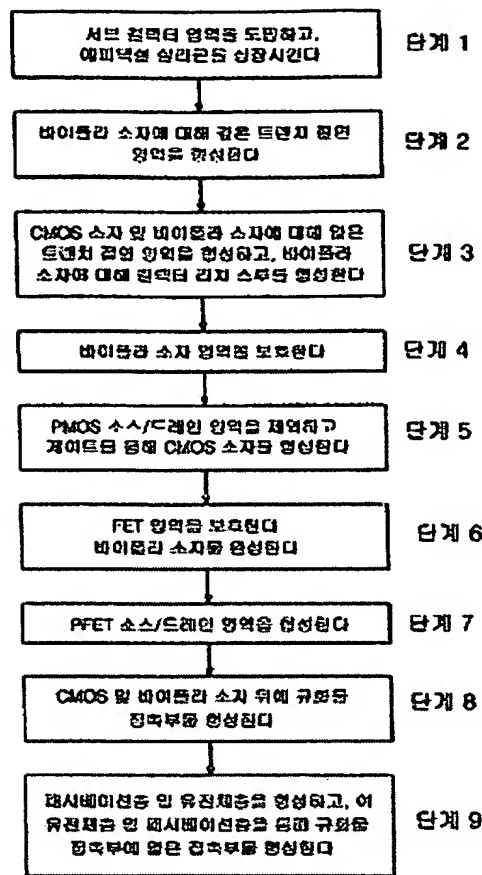 서브 컬렉터 영역을 도핑하고,
에피택셜 실리콘을 성장시킨다
단계 1
바이폴라 소자에 대해 깊은 트렌치 절연
영역을 형성한다
단계 2
CMOS 소자 및 바이폴라 소자에 대해 얕은
트렌치 절연 영역을 형성하고, 바이폴라
소자에 대해 컬렉터 리치 스루를 형성한다
단계 3
바이폴라 소자 영역을 보호한다
단계 4
PMOS 소스/드레인 영역을 제외하고
게이트를 통해 CMOS 소자를 형성한다
단계 5
FET 영역을 보호한다
바이폴라 소자를 완성한다
단계 6
PFET 소스/드레인 영역을 형성한다
단계 7
CMOS 및 바이폴라 소자 위에 규화물
접촉부를 형성한다
단계 8
패시베이션층 및 유전체층을 형성하고, 이
유전체층 및 패시베이션층을 통해 규화물
접촉부에 얇은 접촉부를 형성한다
단계 9